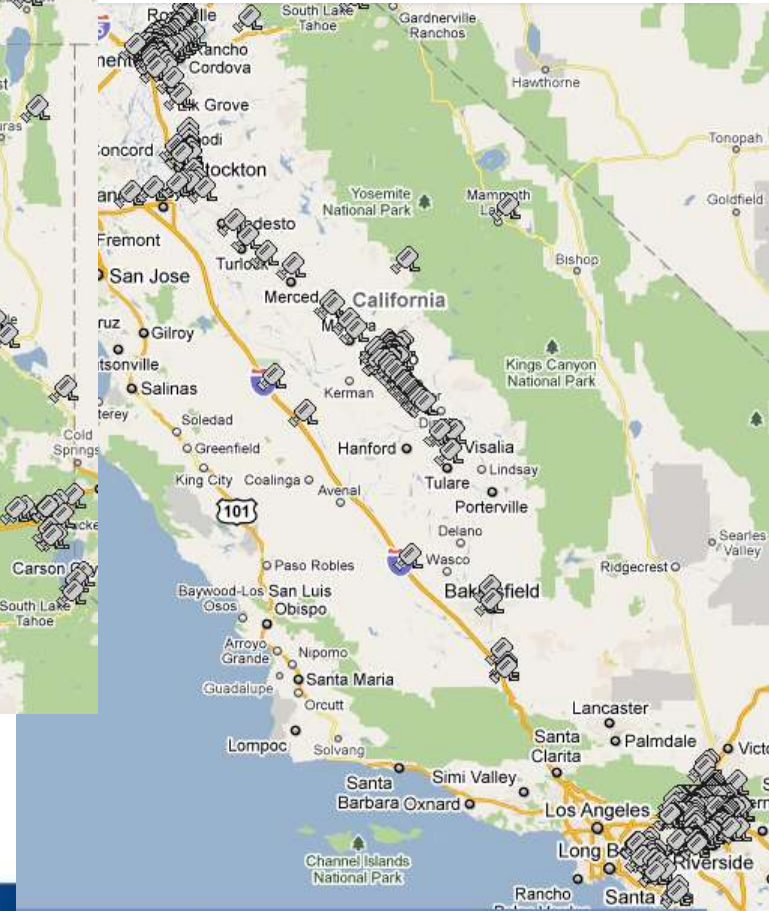 South Lake
Tahoe
Gardnerville
Ranchos
Rancho
Cordova
Elk Grove
Hawthorne
Concord
Tonopah
Goldfield
Yosemite
National Park
Mammoth
Fremont
Bishop
San Jose
Turlock
Merced
California
Gilroy
Kings Canyon
National Park
Salinas
Kerman
Soledad
Greenfield
Hanford
Visalia
Lindsay
King City
Coalinga
Tulare
Avenal
Porterville
Cold
Springs
101
Delano
Searles
Valley
Wasco
Ridgecrest
Carson
Paso Robles
Baywood-Los
Osos
San Luis
Obispo
South Lake
Tahoe
Arroyo
Grande
Nipomo
Guadalupe
Santa Maria
Orcutt
Lancaster
Lompoc
Solvang
Santa
Clarita
Palmdale
Santa
Barbara
Simi Valley
Oxnard
Los Angeles
Riverside
Channel Islands
National Park
Rancho
Santa